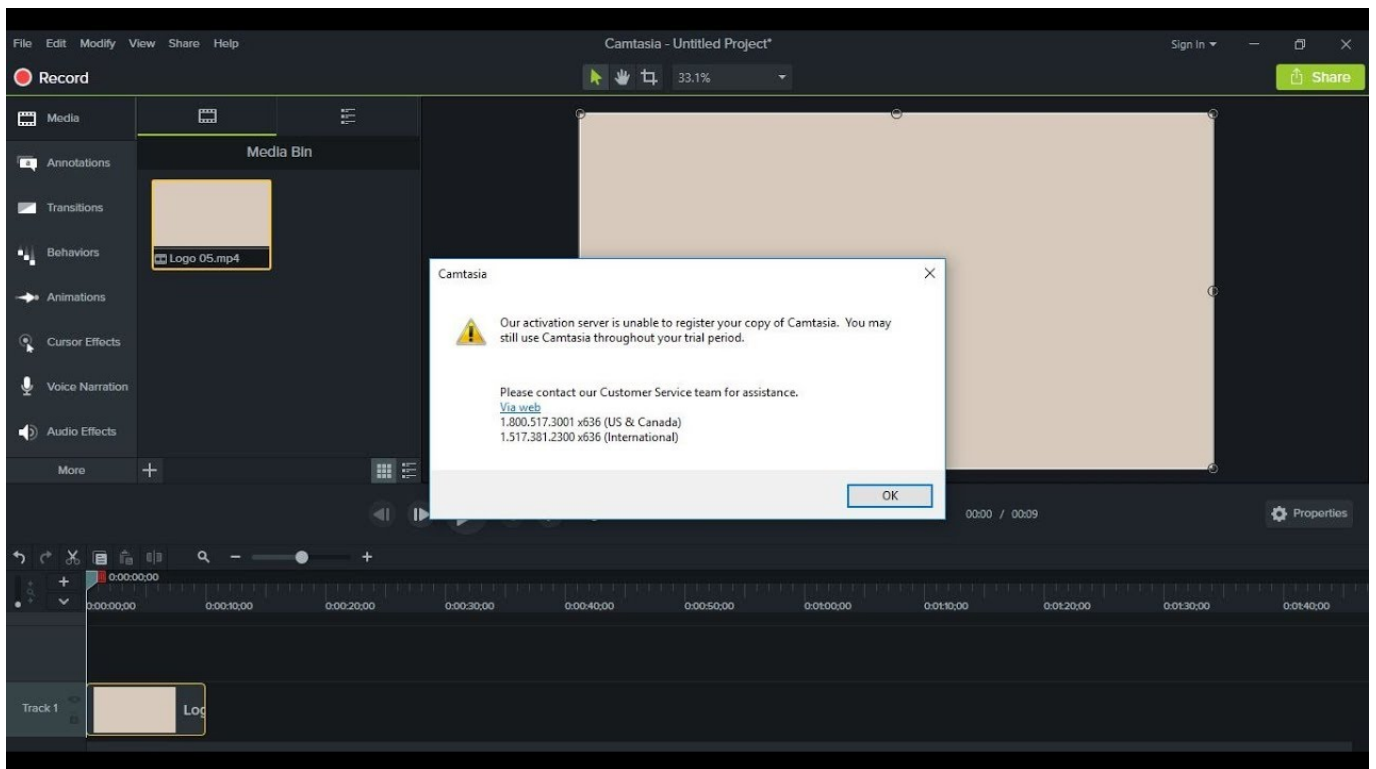 File Edit Modify View Share Help
Camtasia - Untitled Project*
Sign In
Record
33.1%
Share
Media
Annotations
Transitions
Behaviors
Animations
Cursor Effects
Voice Narration
Audio Effects
More
Media Bin
Logo 05.mp4
Camtasia
Our activation server is unable to register your copy of Camtasia. You may
still use Camtasia throughout your trial period.
Please contact our Customer Service team for assistance.
Via web
1.800.517.3001 x636 (US & Canada)
1.517.381.2300 x636 (International)
OK
00:00 / 00:09
Properties
0:00:00;00
0:00:00;00 0:00:10;00 0:00:20;00 0:00:30;00 0:00:40;00 0:00:50;00 0:01:00;00 0:01:10;00 0:01:20;00 0:01:30;00 0:01:40;00
Track 1
Log